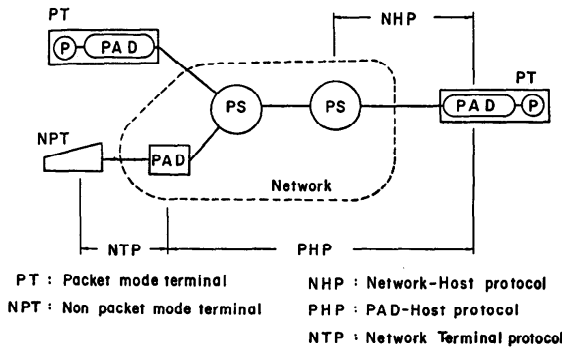 PT
NHP
P PAD
PT
PS PS
PAD P
NPT
PAD
Network
NTP PHP
PT : Packet mode terminal
NPT : Non packet mode terminal
NHP : Network-Host protocol
PHP : PAD-Host protocol
NTP : Network Terminal protocol